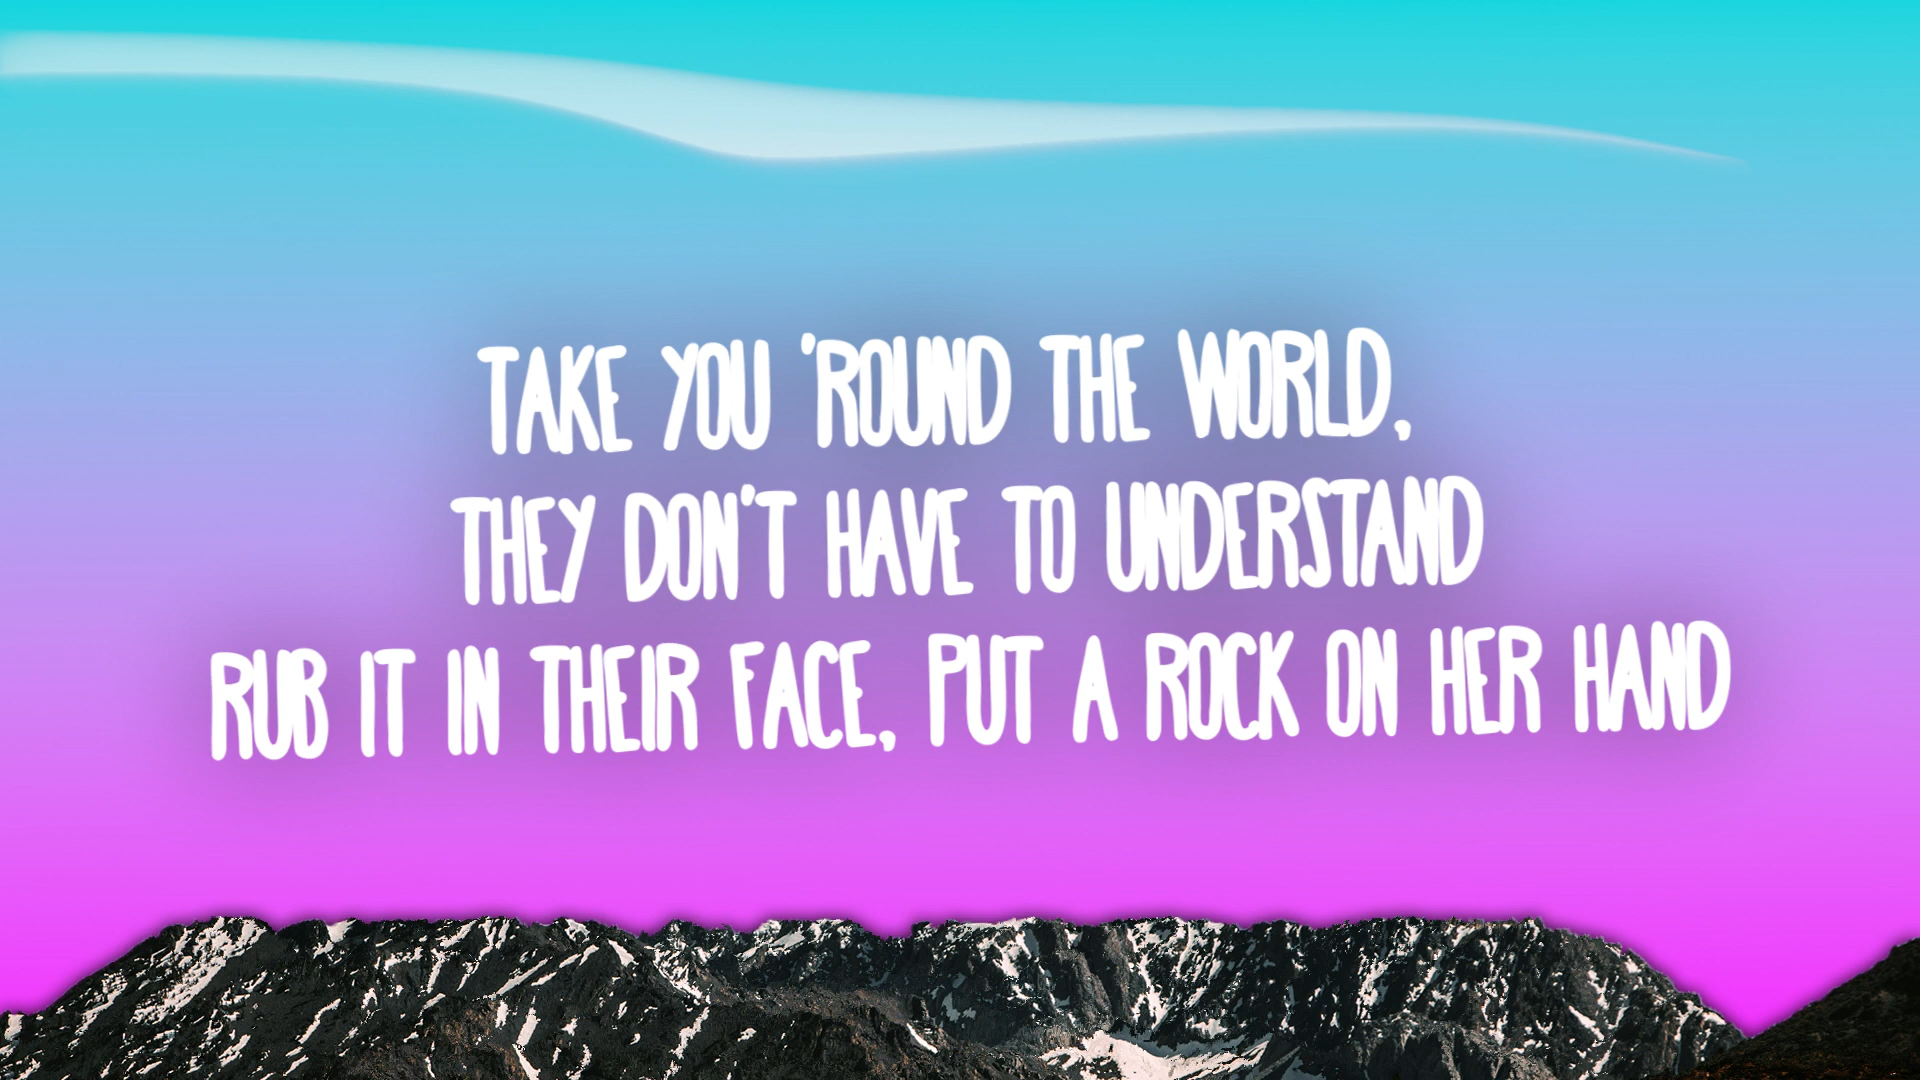 TAKE YOU 'ROUND THE WORLD,
THEY DON'T HAVE TO UNDERSTAND
RUB IT IN THEIR FACE, PUT A ROCK ON HER HAND